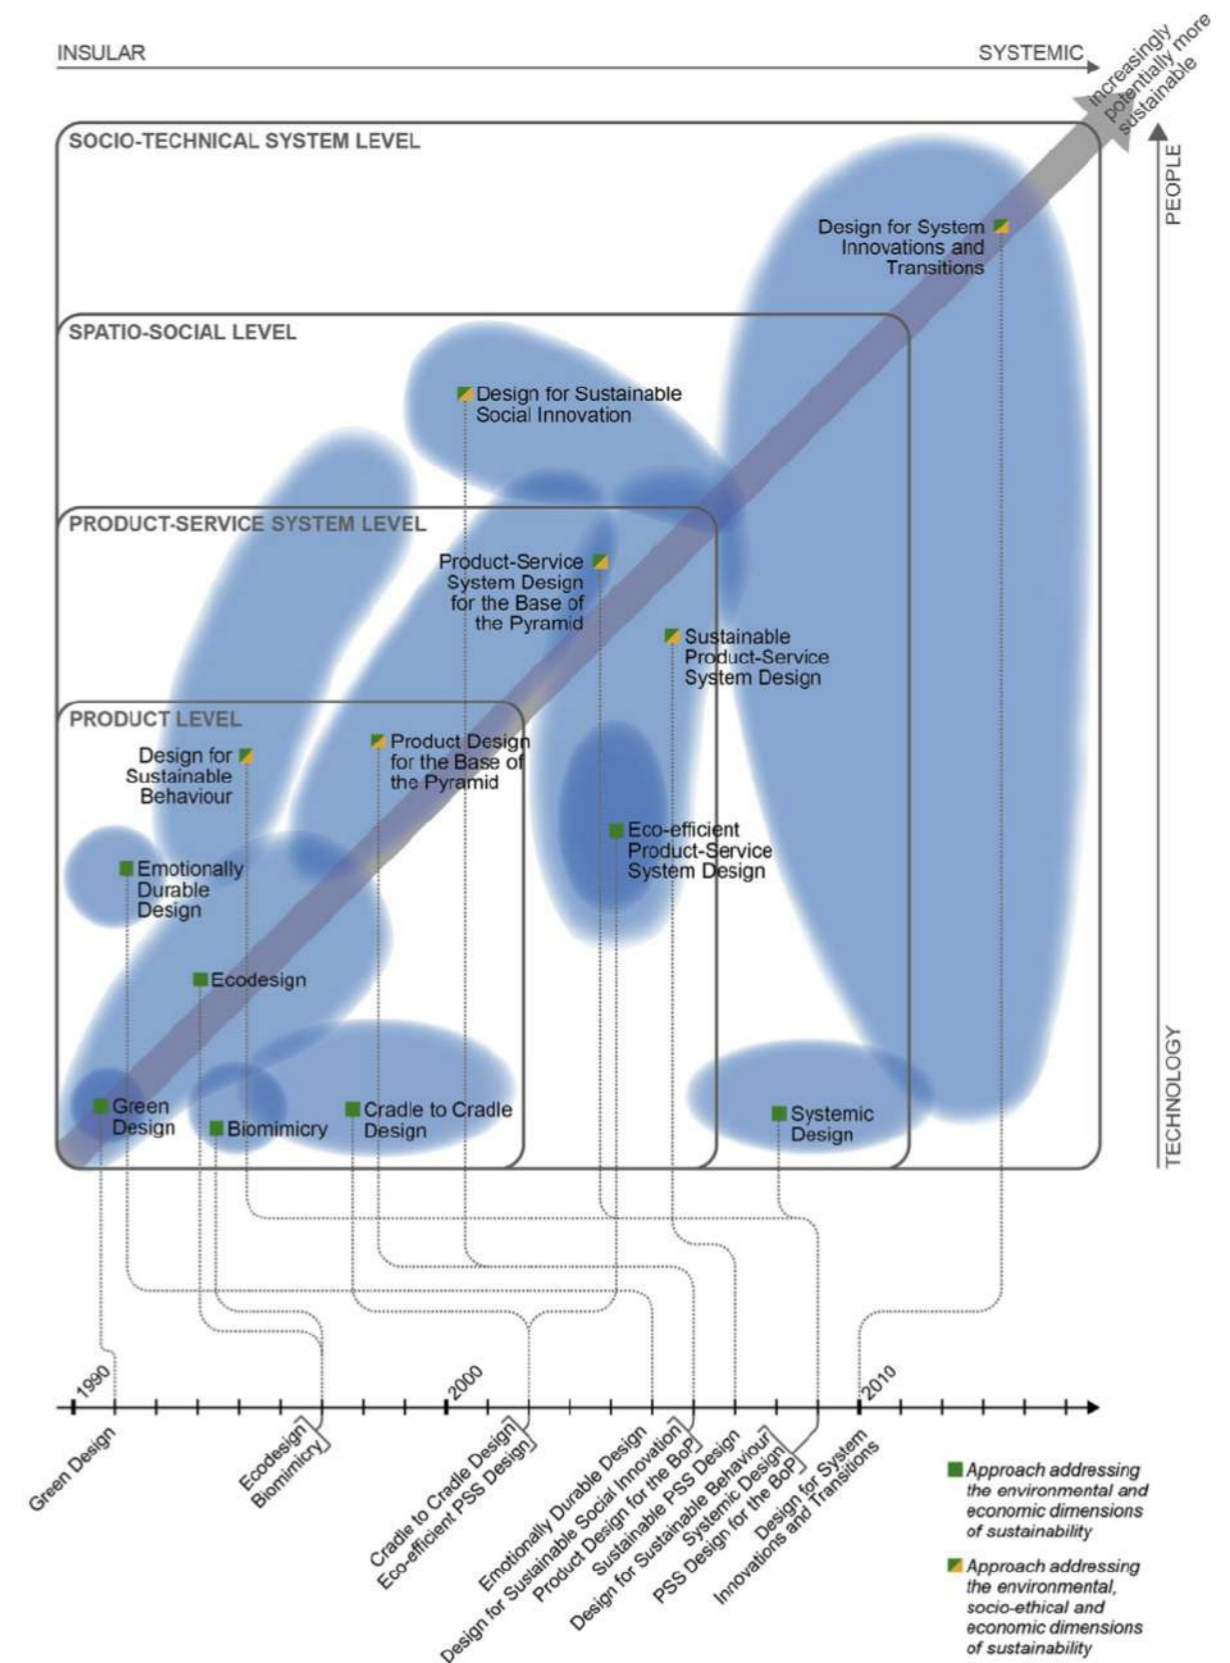 INSULAR
SYSTEMIC
Increasingly
potentially more
sustainable
PEOPLE
TECHNOLOGY
SOCIO-TECHNICAL SYSTEM LEVEL
Design for System
Innovations and
Transitions
SPATIO-SOCIAL LEVEL
Design for Sustainable
Social Innovation
PRODUCT-SERVICE SYSTEM LEVEL
Product-Service
System Design
for the Base of
the Pyramid
Sustainable
Product-Service
System Design
PRODUCT LEVEL
Design for
Sustainable
Behaviour
Product Design
for the Base of
the Pyramid
Eco-efficient
Product-Service
System Design
Emotionally
Durable
Design
Ecodesign
Green
Design
Biomimicry
Cradle to Cradle
Design
Systemic
Design
1990
2000
2010
Green Design
Ecodesign
Biomimicry
Cradle to Cradle Design
Eco-efficient PSS Design
Emotionally Durable Design
Design for Sustainable Social Innovation
Product Design for the BoP
Sustainable PSS Design
Design for Sustainable Behaviour
Systemic Design
PSS Design for the BoP
Design for System
Innovations and Transitions
Approach addressing
the environmental and
economic dimensions
of sustainability
Approach addressing
the environmental,
socio-ethical and
economic dimensions
of sustainability